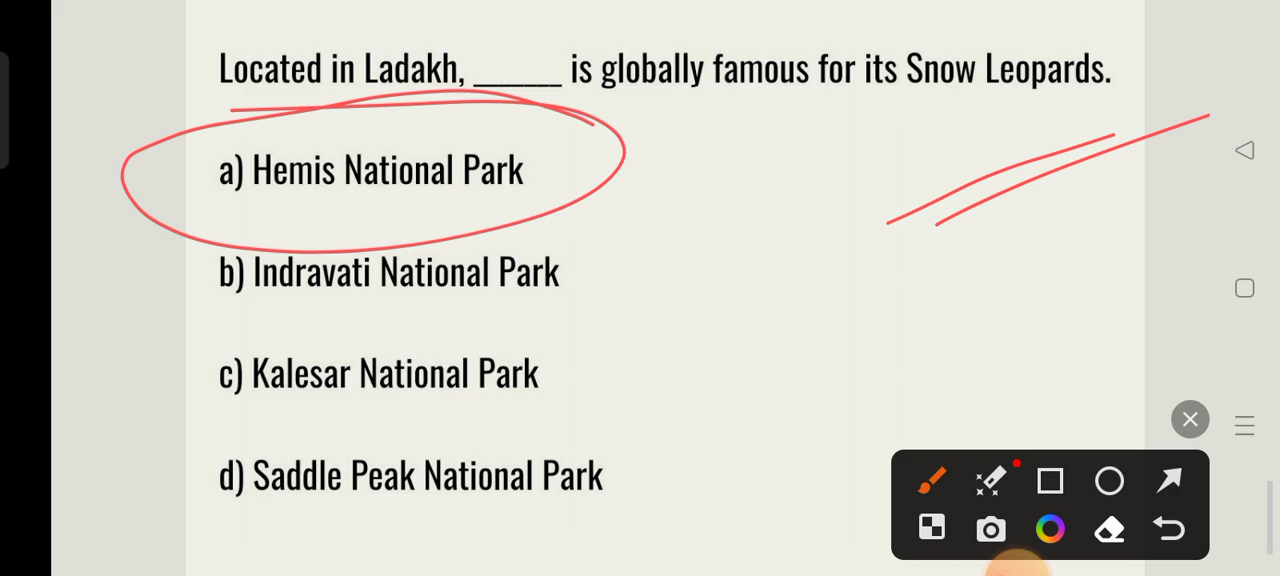 Located in Ladakh, ______ is globally famous for its Snow Leopards.
a) Hemis National Park
b) Indravati National Park
c) Kalesar National Park
d) Saddle Peak National Park